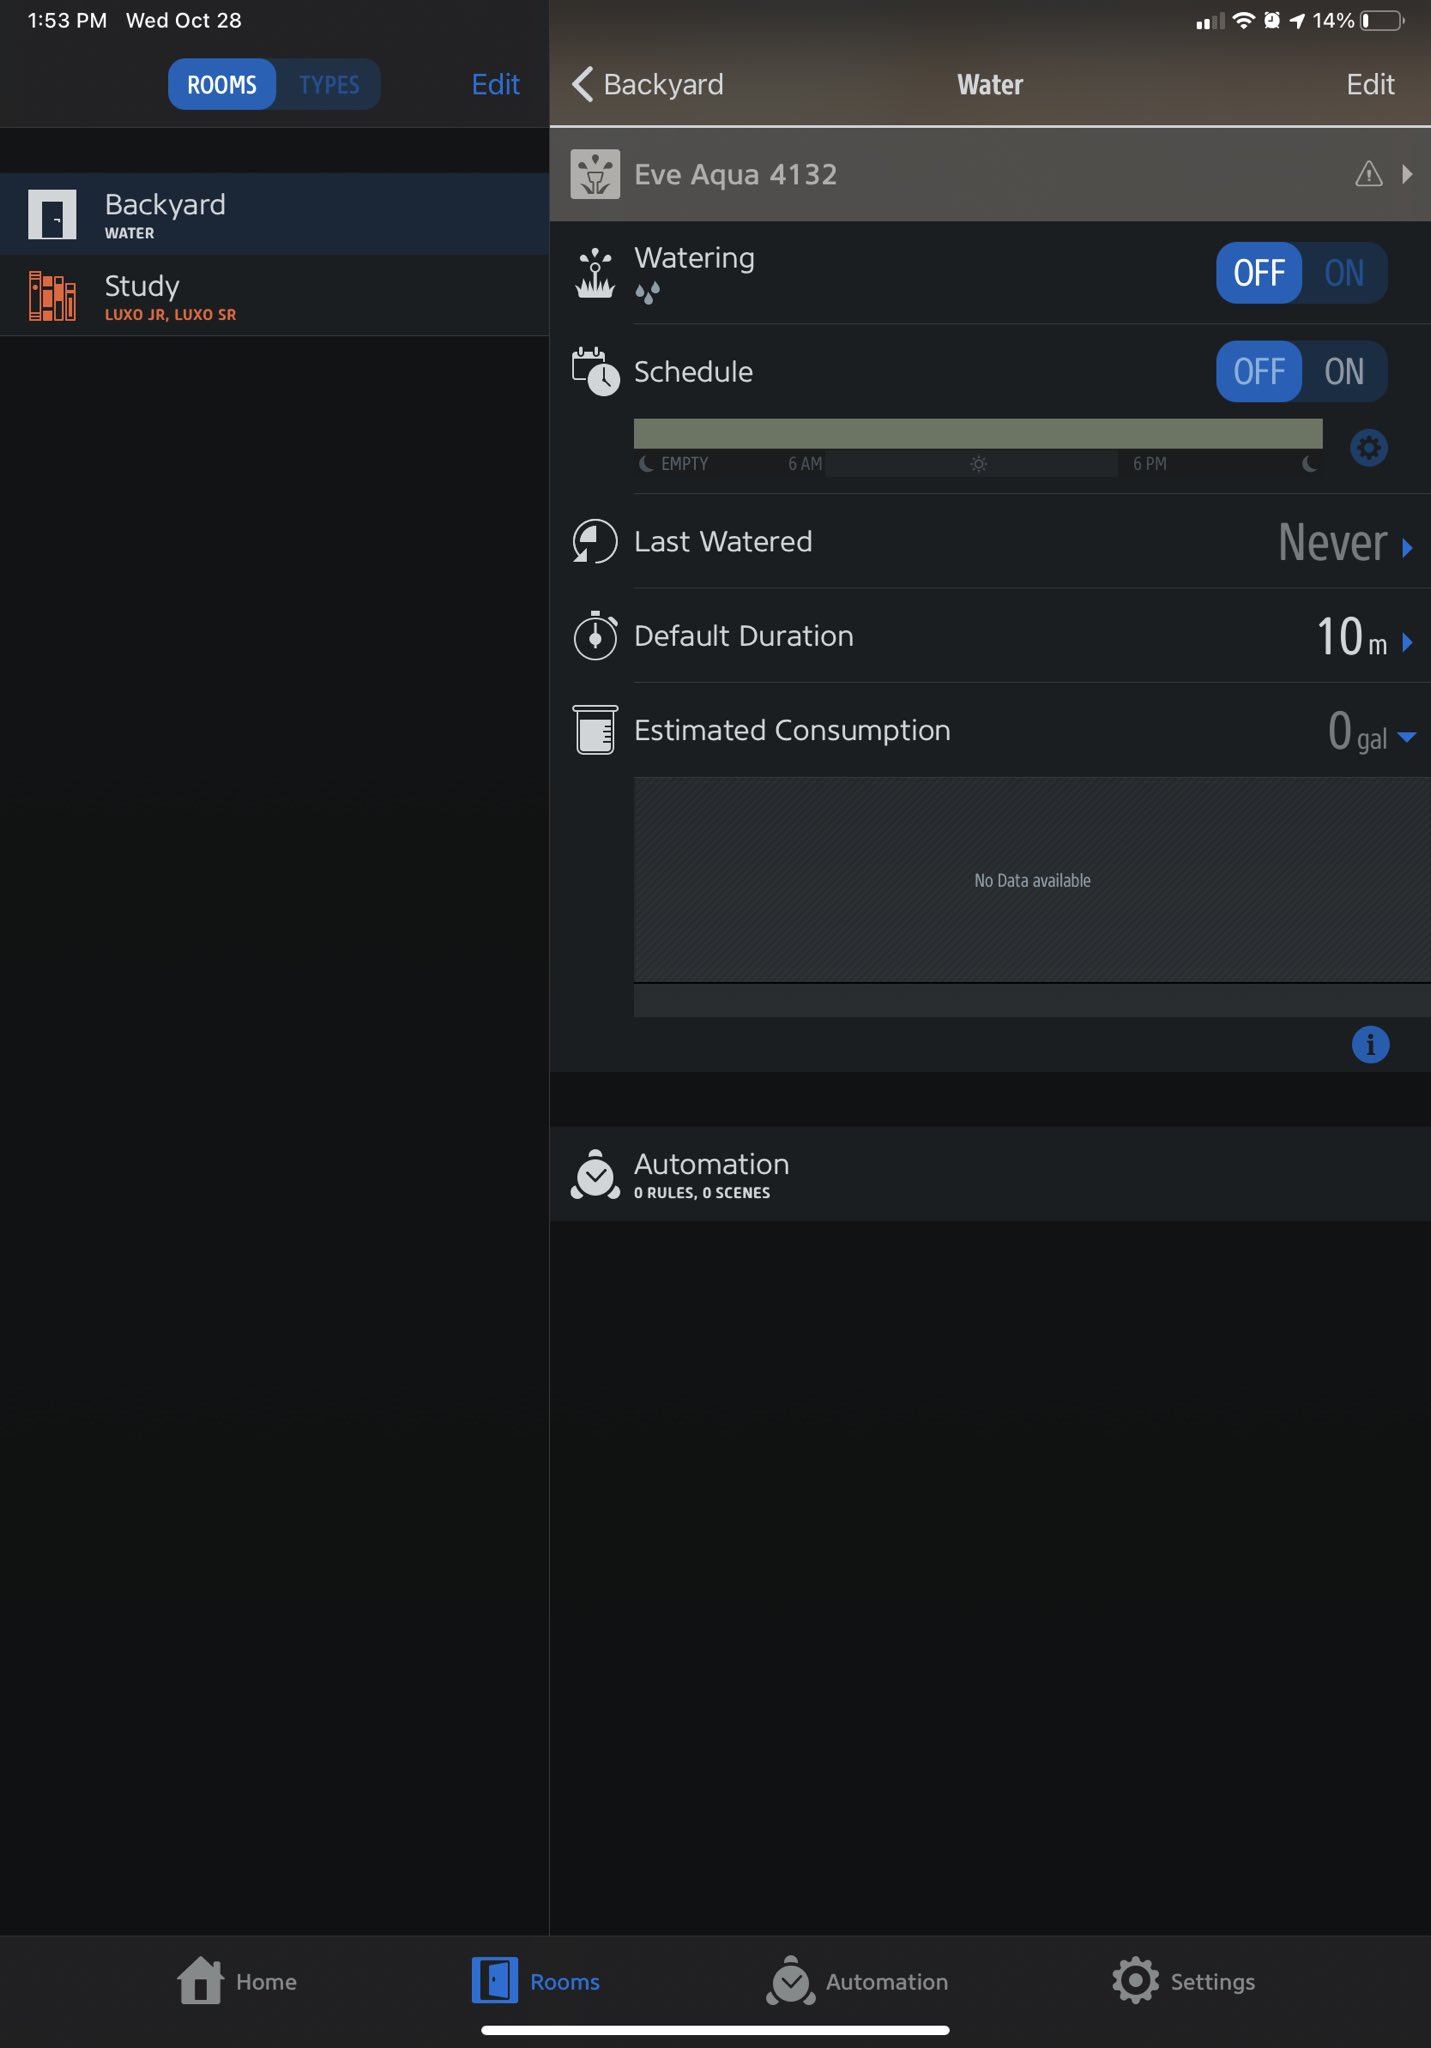 1:53 PM Wed Oct 28
14%
ROOMS TYPES Edit
Backyard
WATER
Study
LUXO JR, LUXO SR
Backyard Water Edit
Eve Aqua 4132
Watering OFF ON
Schedule OFF ON
EMPTY 6 AM 6 PM
Last Watered Never
Default Duration 10 m
Estimated Consumption 0 gal
No Data available
i
Automation
0 RULES, 0 SCENES
Home Rooms Automation Settings